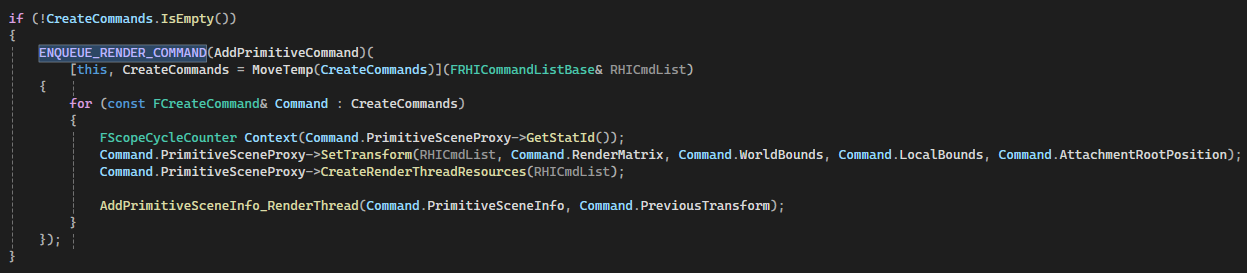 if (!CreateCommands.IsEmpty())
{
    ENQUEUE_RENDER_COMMAND(AddPrimitiveCommand)(
        [this, CreateCommands = MoveTemp(CreateCommands)](FRHICommandListBase& RHICmdList)
    {
        for (const FCreateCommand& Command : CreateCommands)
        {
            FScopeCycleCounter Context(Command.PrimitiveSceneProxy->GetStatId());
            Command.PrimitiveSceneProxy->SetTransform(RHICmdList, Command.RenderMatrix, Command.WorldBounds, Command.LocalBounds, Command.AttachmentRootPosition);
            Command.PrimitiveSceneProxy->CreateRenderThreadResources(RHICmdList);

            AddPrimitiveSceneInfo_RenderThread(Command.PrimitiveSceneInfo, Command.PreviousTransform);
        }
    });
}